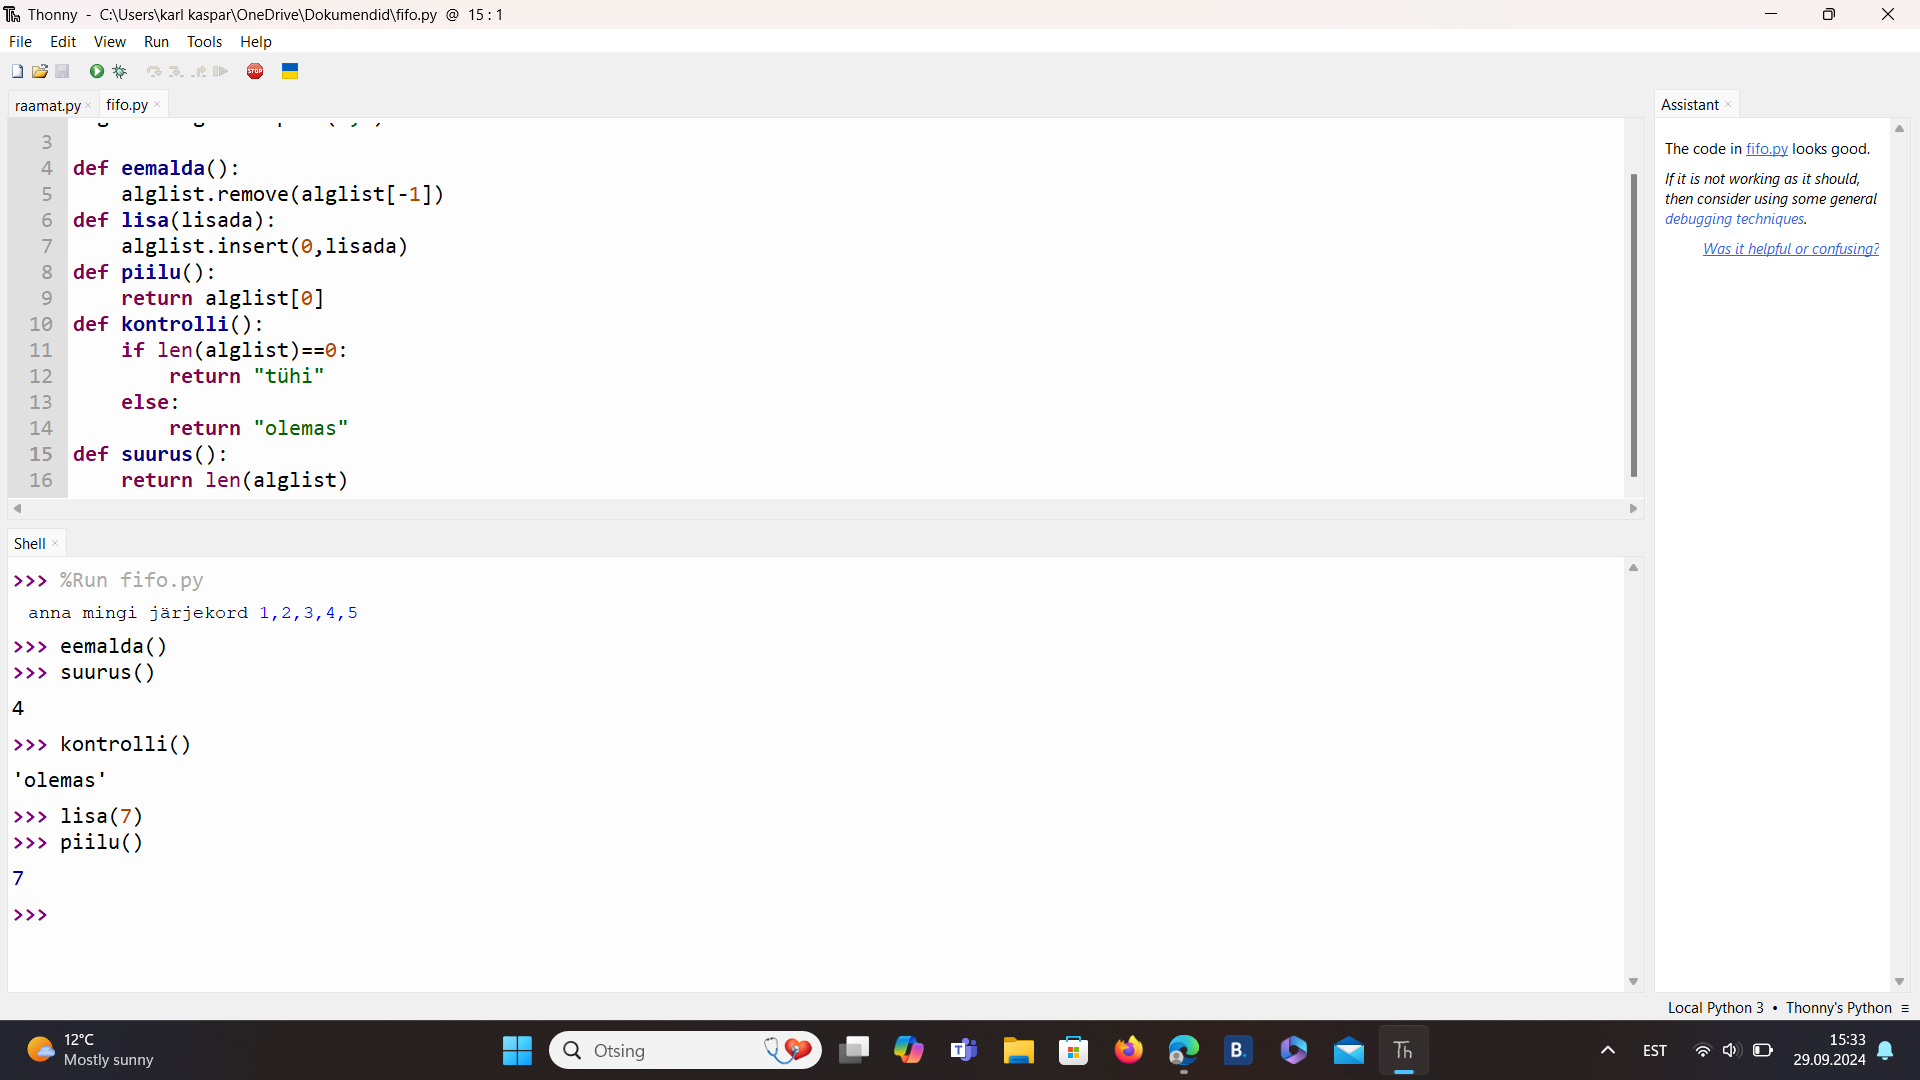 Thonny - C:\Users\karl kaspar\OneDrive\Dokumendid\fifo.py @ 15 : 1
File Edit View Run Tools Help
STOP
raamat.py × fifo.py ×
3
4 def eemalda():
5     alglist.remove(alglist[-1])
6 def lisa(lisada):
7     alglist.insert(0,lisada)
8 def piilu():
9     return alglist[0]
10 def kontrolli():
11     if len(alglist)==0:
12         return "tühi"
13     else:
14         return "olemas"
15 def suurus():
16     return len(alglist)
Shell ×
>>> %Run fifo.py
anna mingi järjekord 1,2,3,4,5
>>> eemalda()
>>> suurus()
4
>>> kontrolli()
'olemas'
>>> lisa(7)
>>> piilu()
7
>>>
Assistant ×
The code in fifo.py looks good.
If it is not working as it should,
then consider using some general
debugging techniques.
Was it helpful or confusing?
Local Python 3 • Thonny's Python ≡
12°C
Mostly sunny
Otsing
B.
Th
EST
15:33
29.09.2024